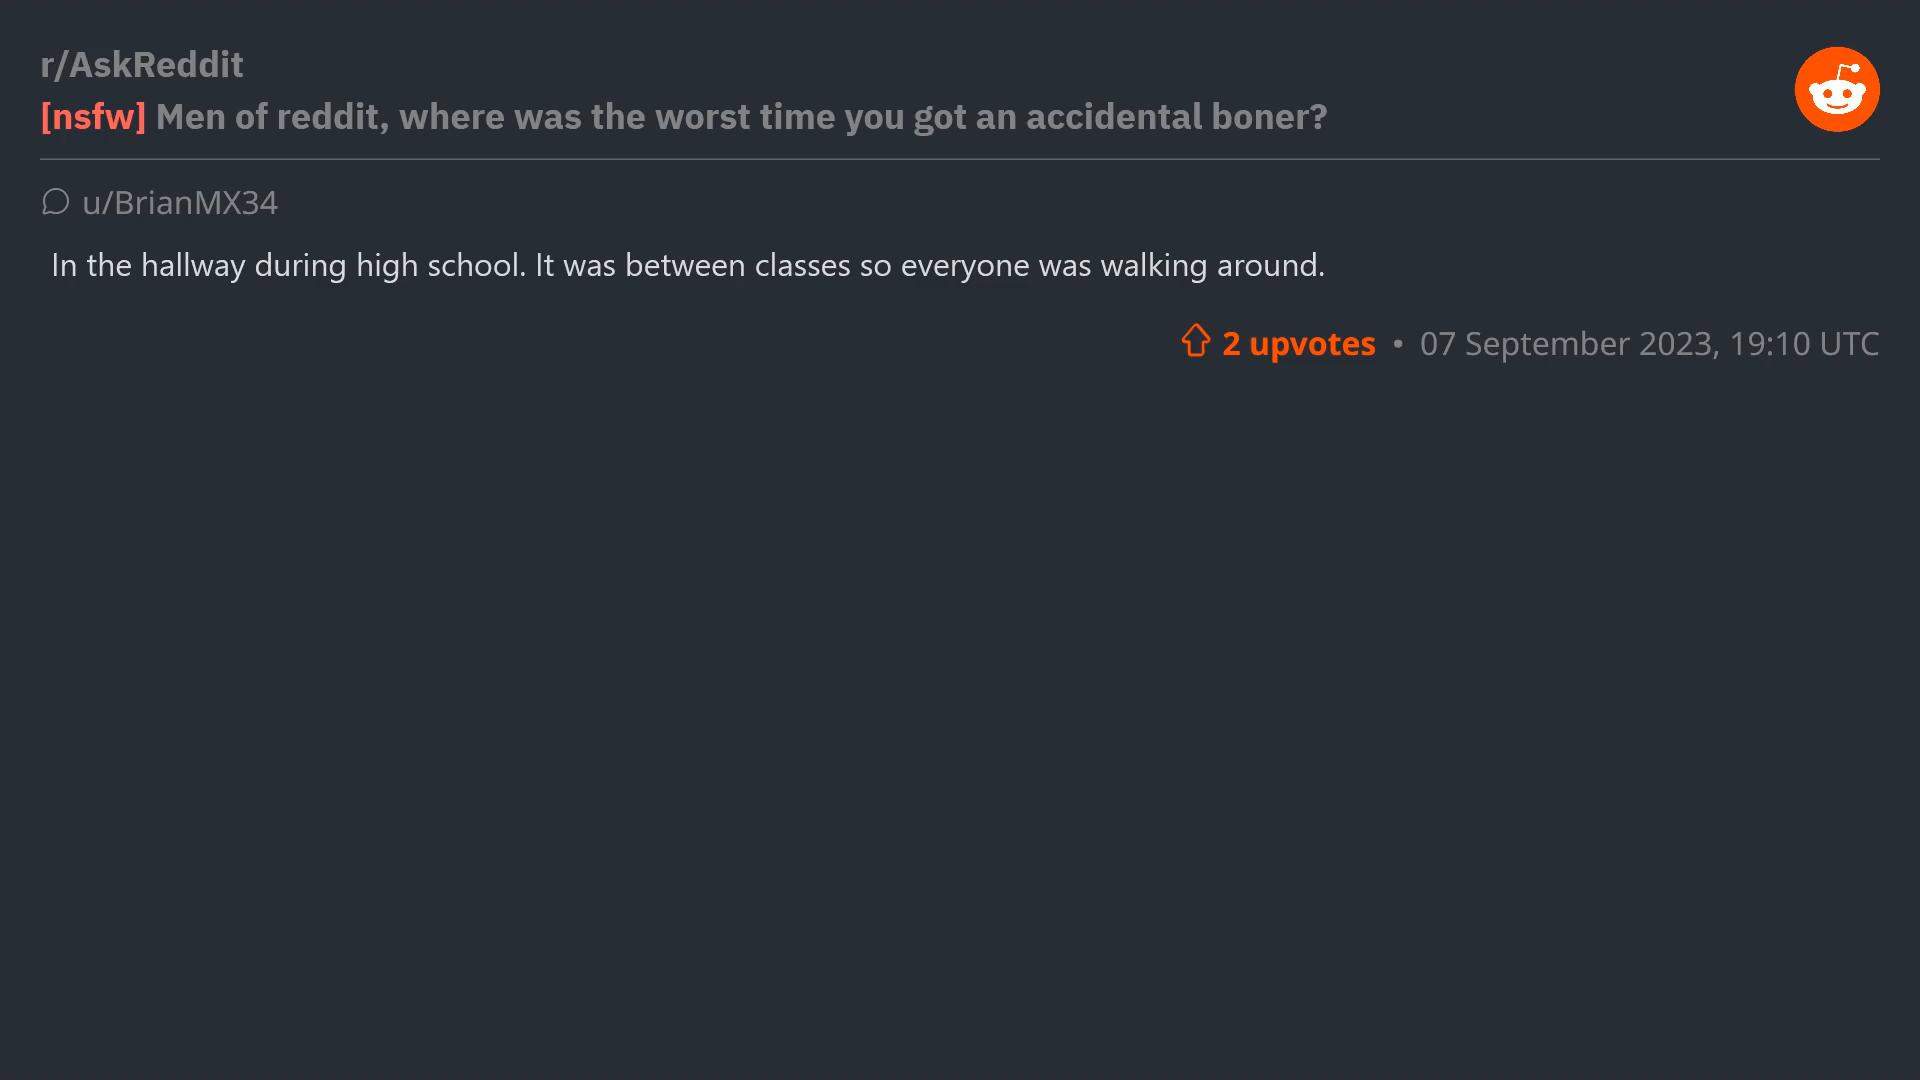 r/AskReddit
[nsfw] Men of reddit, where was the worst time you got an accidental boner?
u/BrianMX34
In the hallway during high school. It was between classes so everyone was walking around.
2 upvotes • 07 September 2023, 19:10 UTC